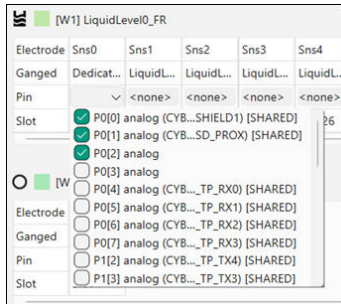 [W1] LiquidLevel0_FR
Electrode Sns0 Sns1 Sns2 Sns3 Sns4
Ganged Dedicat... LiquidL... LiquidL... LiquidL... LiquidL...
Pin <none> <none> <none> <none>
Slot 26
P0[0] analog (CYB...SHIELD1) [SHARED]
P0[1] analog (CYB...SD_PROX) [SHARED]
P0[2] analog
P0[3] analog
P0[4] analog (CYB..._TP_RX0) [SHARED]
P0[5] analog (CYB..._TP_RX1) [SHARED]
P0[6] analog (CYB..._TP_RX2) [SHARED]
P0[7] analog (CYB..._TP_RX3) [SHARED]
P1[2] analog (CYB..._TP_TX4) [SHARED]
P1[3] analog (CYB..._TP_TX3) [SHARED]
[W
Electrode
Ganged
Pin
Slot